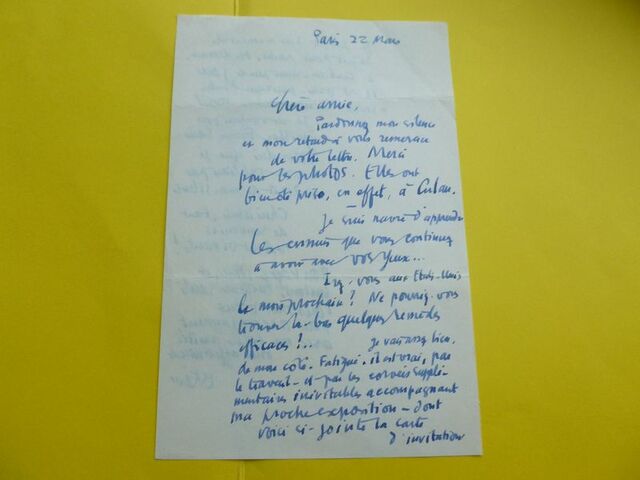 Paris 22 Mars
Chère amie,
Pardonnez mon silence
et mon retard à vous remercier
de votre lettre. Merci
pour les photos. Elles ont
bien été prises, en effet, à Culan.
Je suis navré d'apprendre
les ennuis que vous continuez
à avoir avec vos yeux...
Irez-vous aux Etats-Unis
le mois prochain? Ne pourriez-vous
trouver là-bas quelques remèdes
efficaces!..
Je vais assez bien
de mon côté. Fatigué, il est vrai, par
le travail - et par les corvées supplé-
mentaires inévitables accompagnant
ma proche exposition - dont
voici ci-jointe la carte
d'invitation